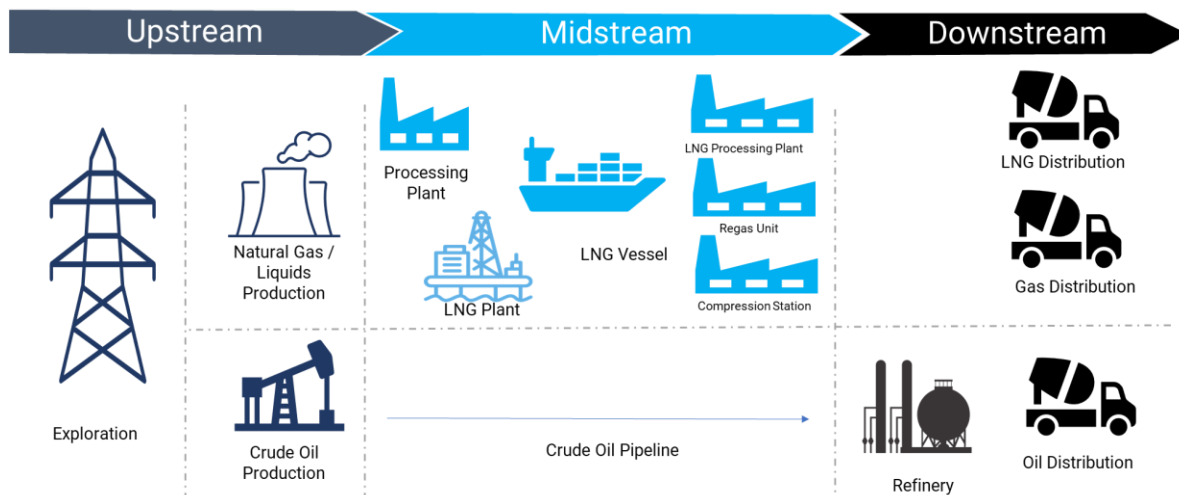 Upstream
Midstream
Downstream
Exploration
Natural Gas /
Liquids
Production
Processing
Plant
LNG Plant
LNG Vessel
LNG Processing Plant
Regas Unit
Compression Station
LNG Distribution
Gas Distribution
Crude Oil
Production
Crude Oil Pipeline
Refinery
Oil Distribution